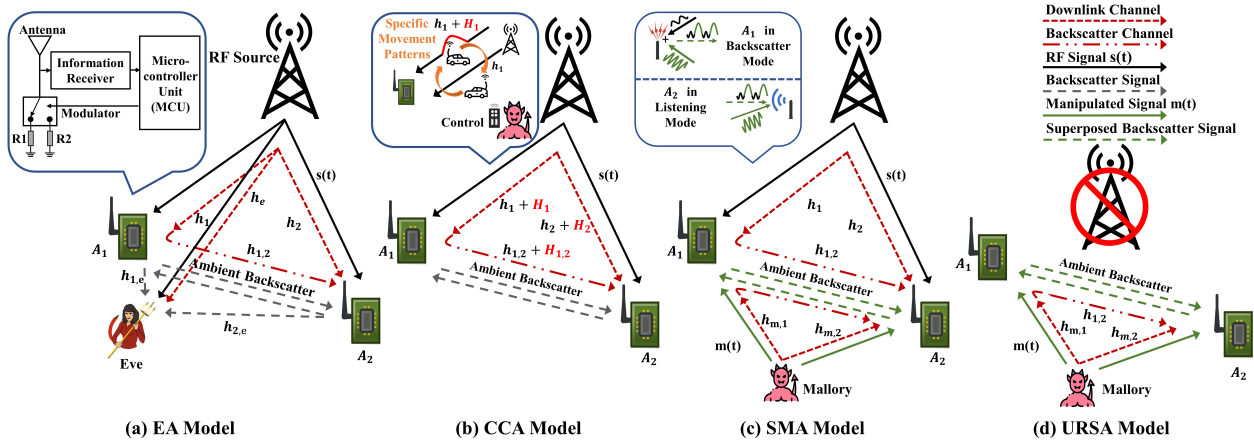 Antenna
Information
Receiver
Micro-
controller
Unit
(MCU)
Modulator
R1
R2
RF Source
s(t)
h_1
h_e
h_2
h_{1,2}
A_1
Ambient Backscatter
h_{1,e}
h_{2,e}
Eve
A_2
(a) EA Model
Specific
Movement
Patterns
h_1 + H_1
h_1
Control
s(t)
h_1 + H_1
h_2 + H_2
h_{1,2} + H_{1,2}
A_1
Ambient Backscatter
A_2
(b) CCA Model
+
A_1 in
Backscatter
Mode
A_2 in
Listening
Mode
s(t)
h_1
h_2
h_{1,2}
A_1
Ambient Backscatter
h_{m,1}
h_{m,2}
m(t)
A_2
Mallory
(c) SMA Model
Downlink Channel
Backscatter Channel
RF Signal s(t)
Backscatter Signal
Manipulated Signal m(t)
Superposed Backscatter Signal
A_1
Ambient Backscatter
h_{1,2}
h_{m,1}
h_{m,2}
m(t)
A_2
Mallory
(d) URSA Model